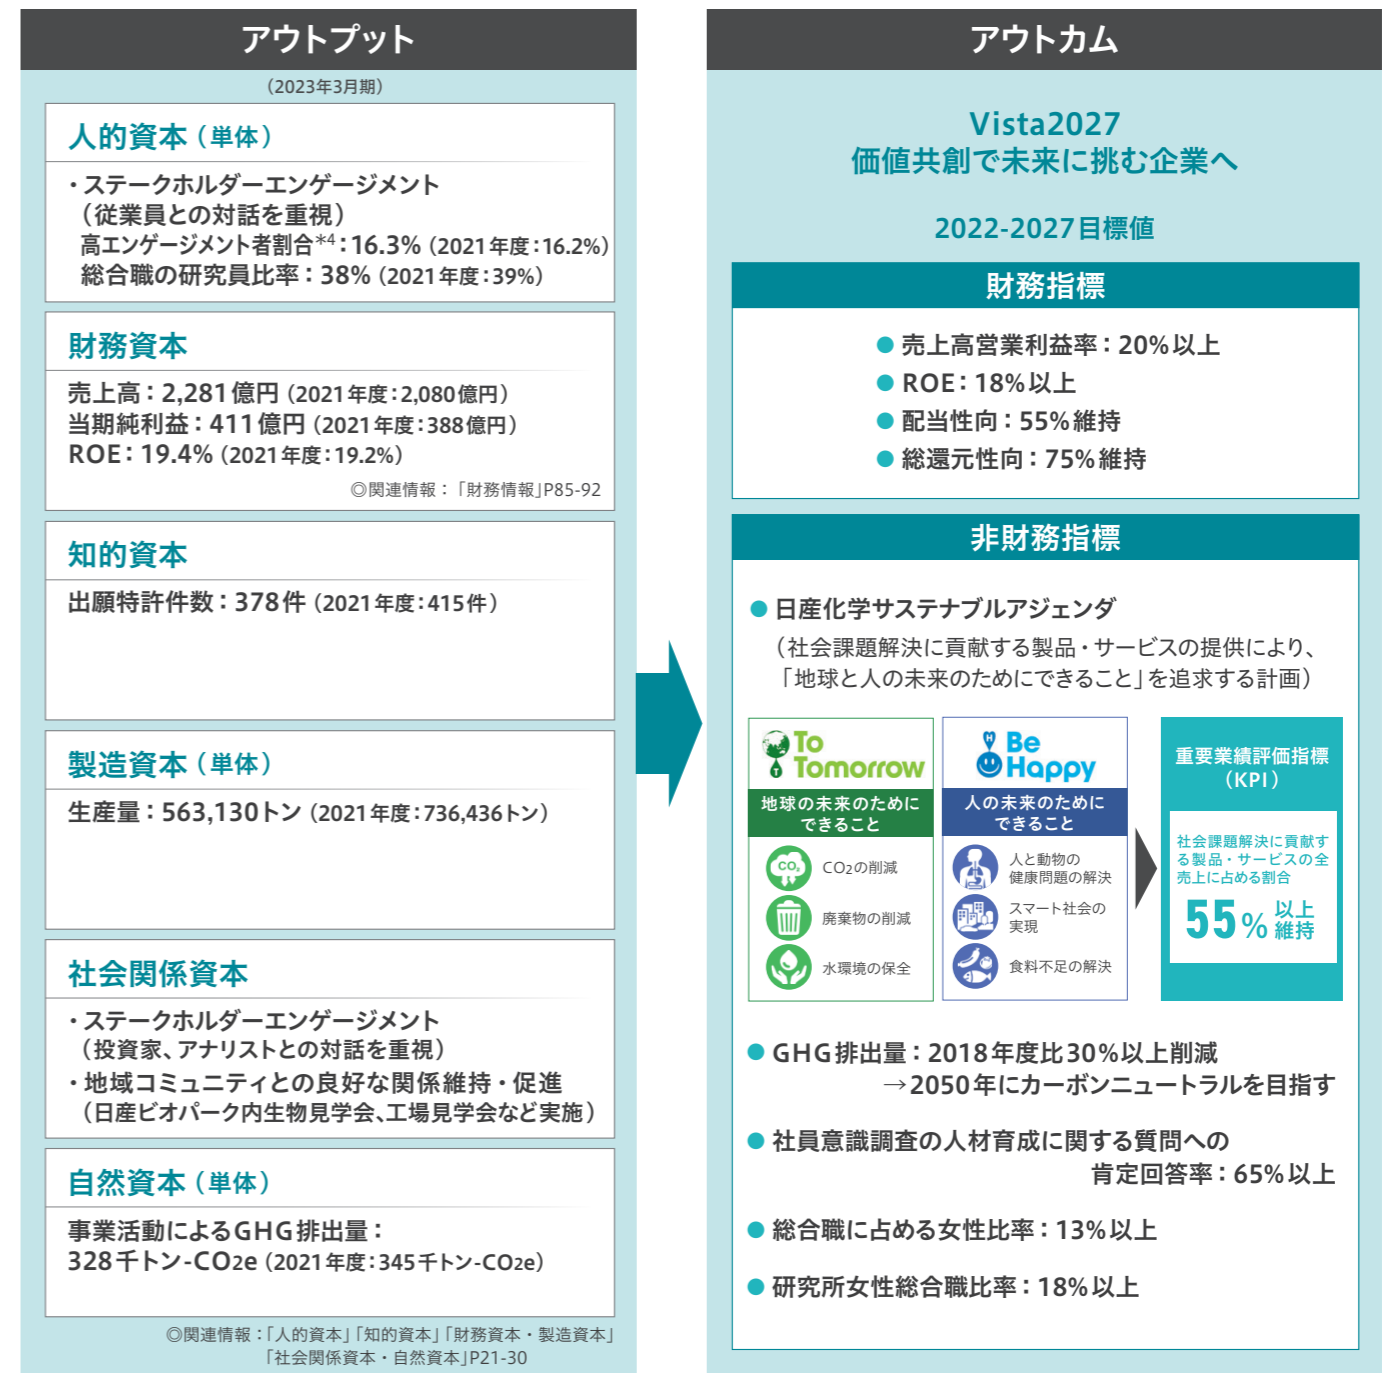 アウトプット
（2023年3月期）
人的資本（単体）
・ステークホルダーエンゲージメント
（従業員との対話を重視）
高エンゲージメント者割合*4：16.3%（2021年度：16.2%）
総合職の研究員比率：38%（2021年度：39%）
財務資本
売上高：2,281億円（2021年度：2,080億円）
当期純利益：411億円（2021年度：388億円）
ROE：19.4%（2021年度：19.2%）
◎関連情報：「財務情報」P85-92
知的資本
出願特許件数：378件（2021年度：415件）
製造資本（単体）
生産量：563,130トン（2021年度：736,436トン）
社会関係資本
・ステークホルダーエンゲージメント
（投資家、アナリストとの対話を重視）
・地域コミュニティとの良好な関係維持・促進
（日産ビオパーク内生物見学会、工場見学会など実施）
自然資本（単体）
事業活動によるGHG排出量：
328千トン-CO2e（2021年度：345千トン-CO2e）
◎関連情報：「人的資本」「知的資本」「財務資本・製造資本」
「社会関係資本・自然資本」P21-30
アウトカム
Vista2027
価値共創で未来に挑む企業へ
2022-2027目標値
財務指標
● 売上高営業利益率：20%以上
● ROE：18%以上
● 配当性向：55%維持
● 総還元性向：75%維持
非財務指標
● 日産化学サステナブルアジェンダ
（社会課題解決に貢献する製品・サービスの提供により、
「地球と人の未来のためにできること」を追求する計画）
To
Tomorrow
T
地球の未来のために
できること
CO2
CO2の削減
廃棄物の削減
水環境の保全
H
Be
Happy
人の未来のために
できること
人と動物の
健康問題の解決
スマート社会の
実現
食料不足の解決
重要業績評価指標
（KPI）
社会課題解決に貢献す
る製品・サービスの全
売上に占める割合
55% 以上
維持
● GHG排出量：2018年度比30%以上削減
→2050年にカーボンニュートラルを目指す
● 社員意識調査の人材育成に関する質問への
肯定回答率：65%以上
● 総合職に占める女性比率：13%以上
● 研究所女性総合職比率：18%以上